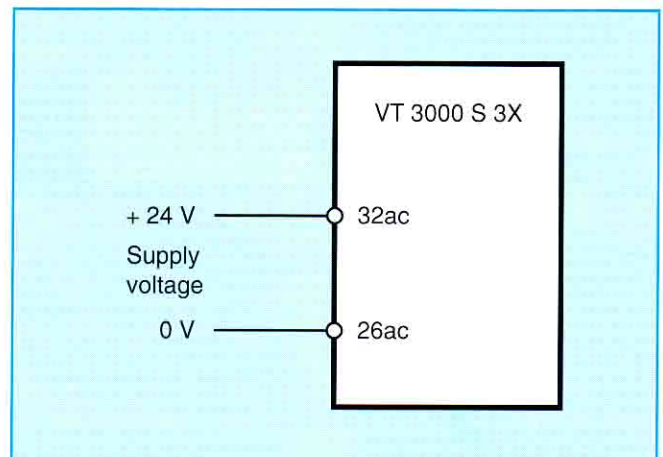 VT 3000 S 3X
+ 24 V
32ac
Supply
voltage
0 V
26ac